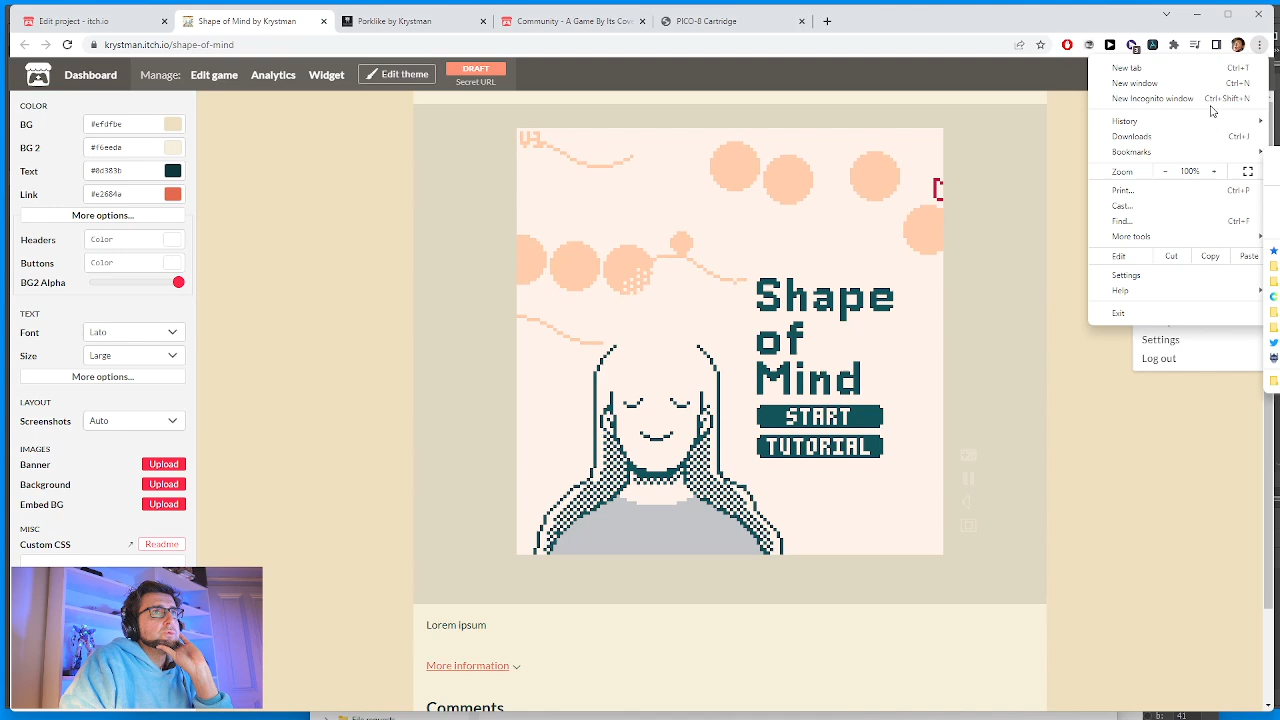 Edit project - itch.io
Shape of Mind by Krystman
Porklike by Krystman
Community - A Game By Its Cov
PICO-8 Cartridge
krystman.itch.io/shape-of-mind
Dashboard
Manage:
Edit game
Analytics
Widget
Edit theme
DRAFT
Secret URL
New tab Ctrl+T
New window Ctrl+N
New Incognito window Ctrl+Shift+N
History
Downloads Ctrl+J
Bookmarks
Zoom - 100% +
Print... Ctrl+P
Cast...
Find... Ctrl+F
More tools
Edit Cut Copy Paste
Settings
Help
Exit
Settings
Log out
COLOR
BG #efdfbe
BG 2 #f6eeda
Text #0d383b
Link #e2684a
More options...
Headers Color
Buttons Color
BG2 Alpha
TEXT
Font Lato
Size Large
More options...
LAYOUT
Screenshots Auto
IMAGES
Banner Upload
Background Upload
Embed BG Upload
MISC
Custom CSS Readme
V1
Shape
of
Mind
START
TUTORIAL
Lorem ipsum
More information
Comments
File requests
b: 41